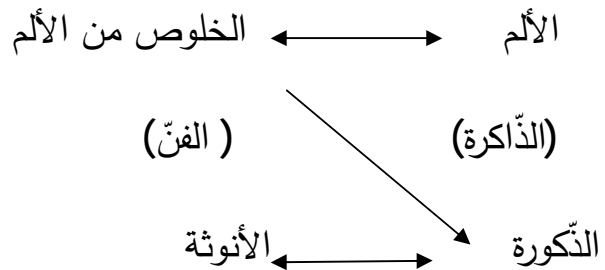 الألم الخلوص من الألم
(الذّاكرة) ( الفنّ)
الذّكورة الأنوثة